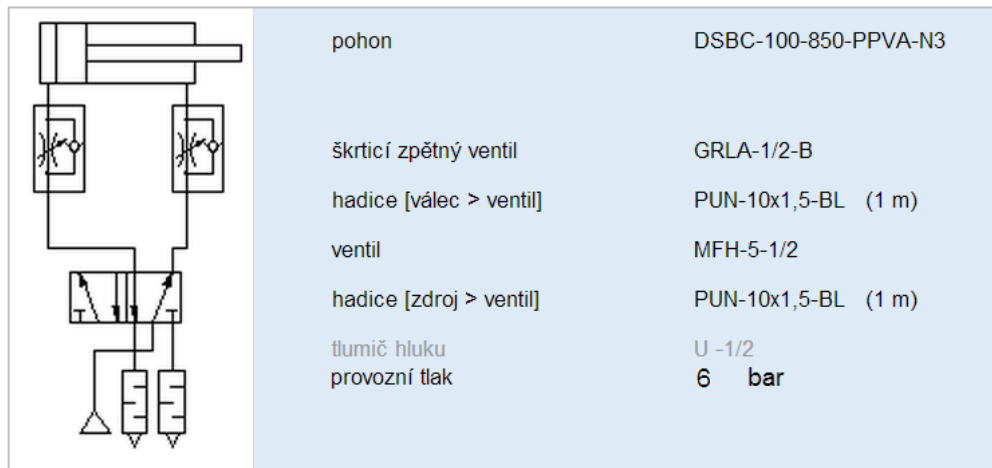 pohon DSBC-100-850-PPVA-N3
škrticí zpětný ventil GRLA-1/2-B
hadice [válec > ventil] PUN-10x1,5-BL (1 m)
ventil MFH-5-1/2
hadice [zdroj > ventil] PUN-10x1,5-BL (1 m)
tlumič hluku U -1/2
provozní tlak 6 bar